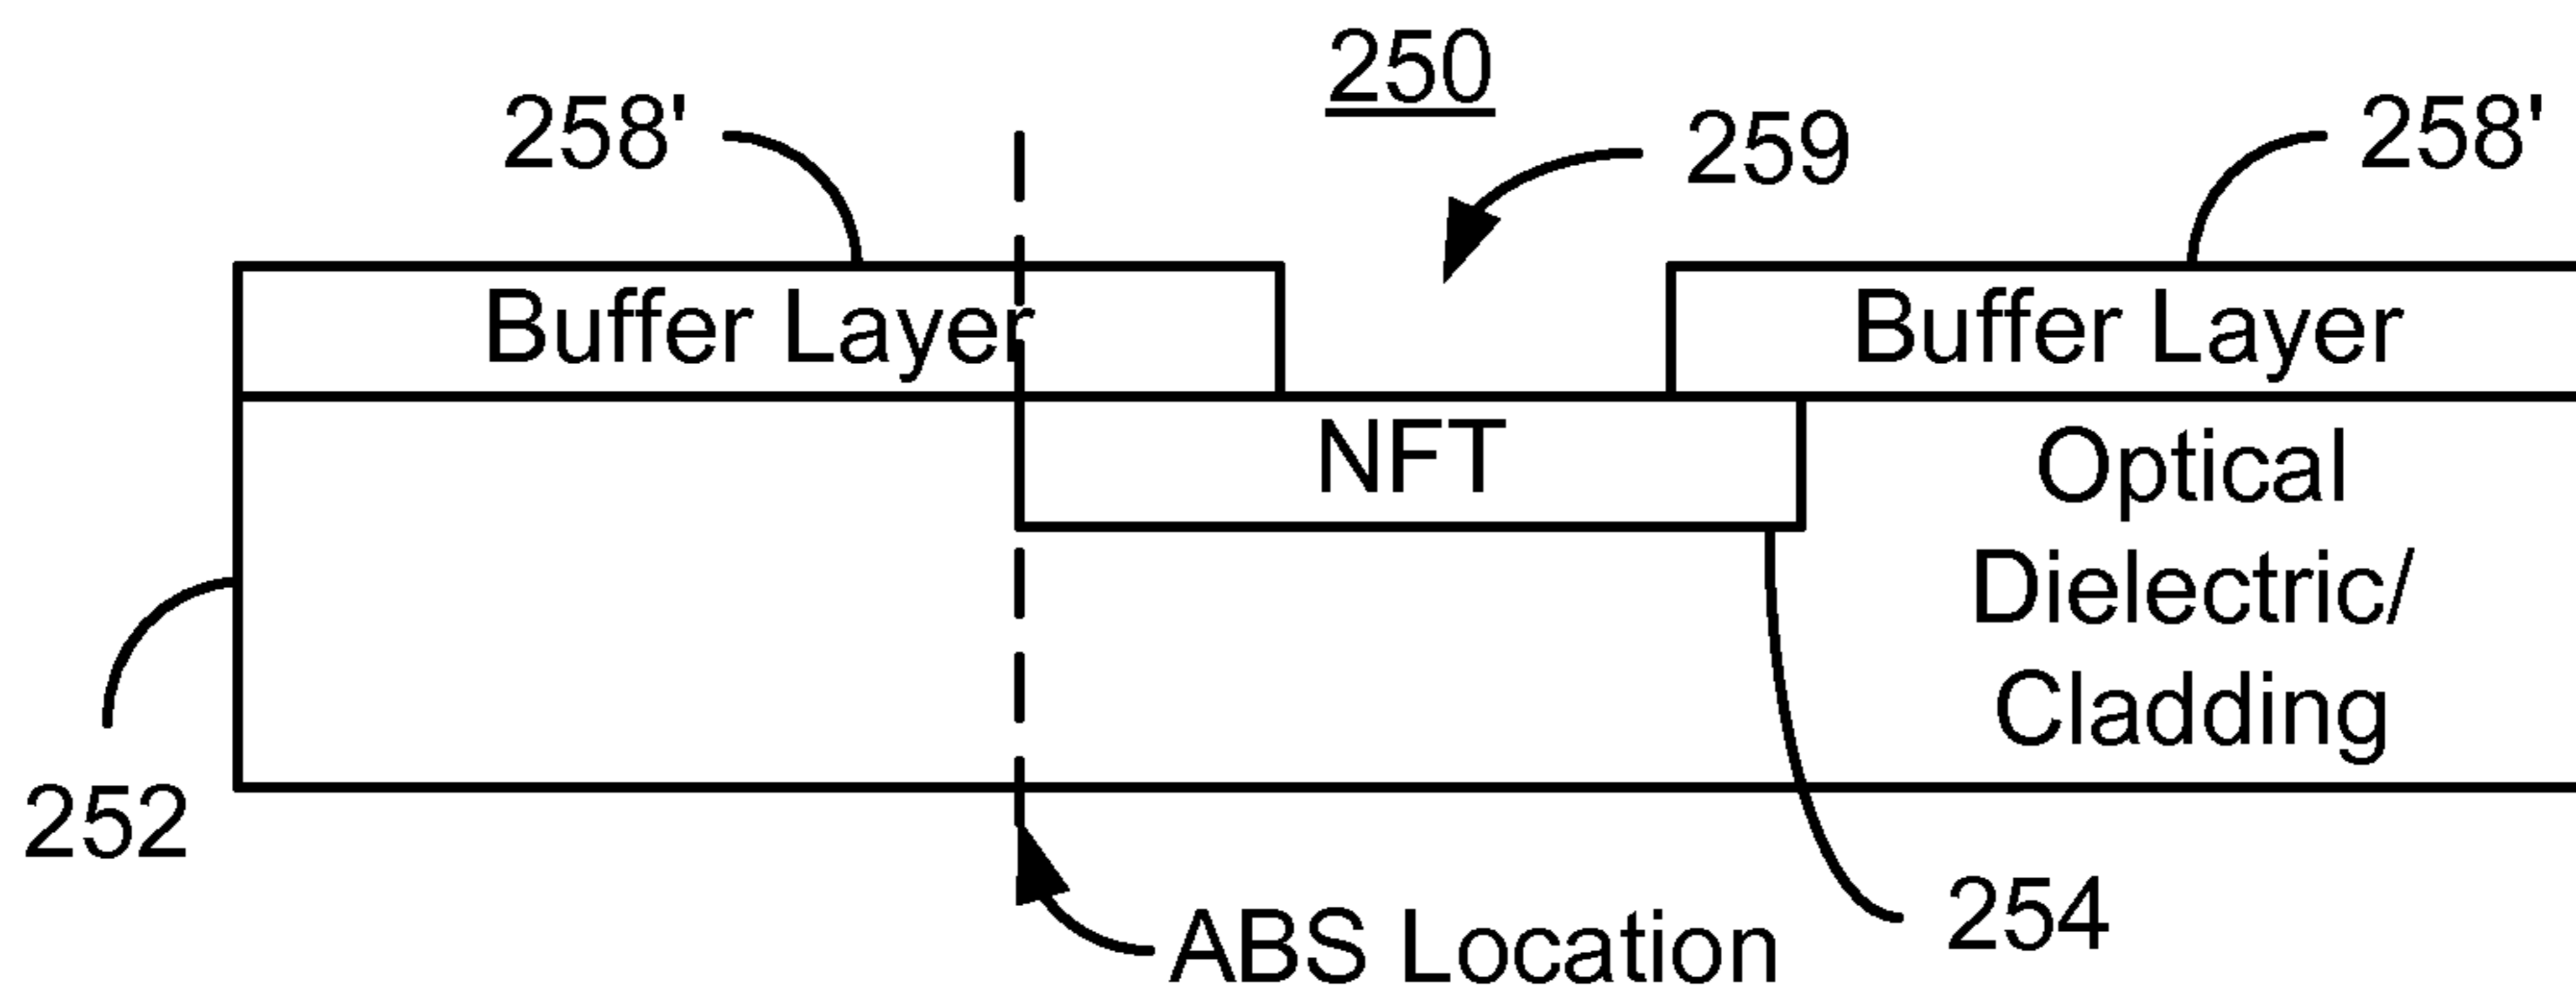 250
258'
259
258'
Buffer Layer
Buffer Layer
NFT
Optical
Dielectric/
Cladding
252
254
ABS Location